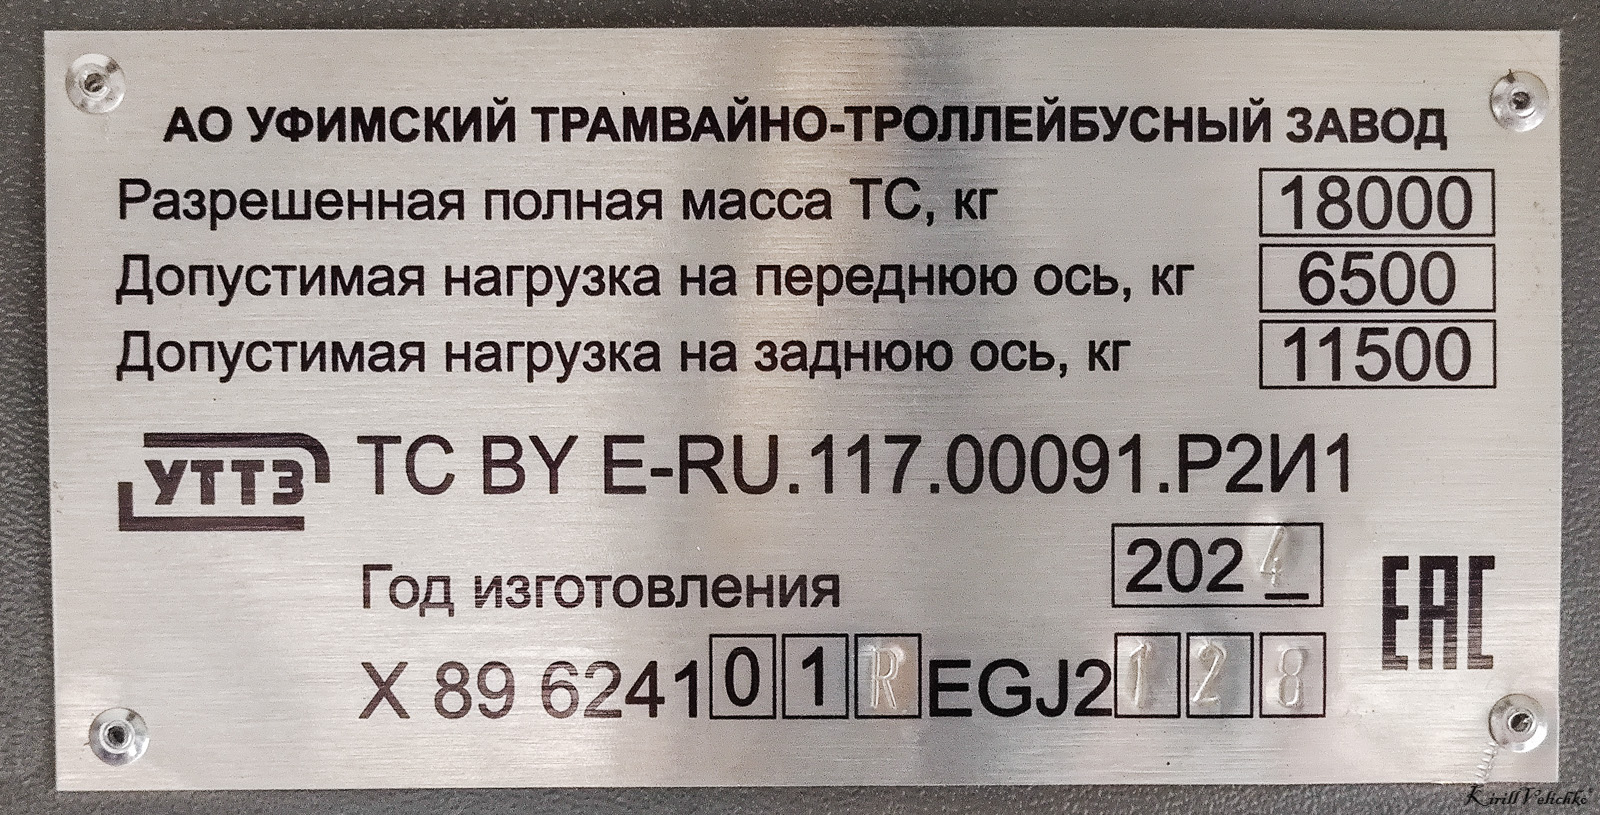 АО УФИМСКИЙ ТРАМВАЙНО-ТРОЛЛЕЙБУСНЫЙ ЗАВОД
Разрешенная полная масса ТС, кг 18000
Допустимая нагрузка на переднюю ось, кг 6500
Допустимая нагрузка на заднюю ось, кг 11500
УТТЗ ТС BY E-RU.117.00091.Р2И1
Год изготовления 2024
EAC
X 89 624101REGJ2128
Kirill Velichko